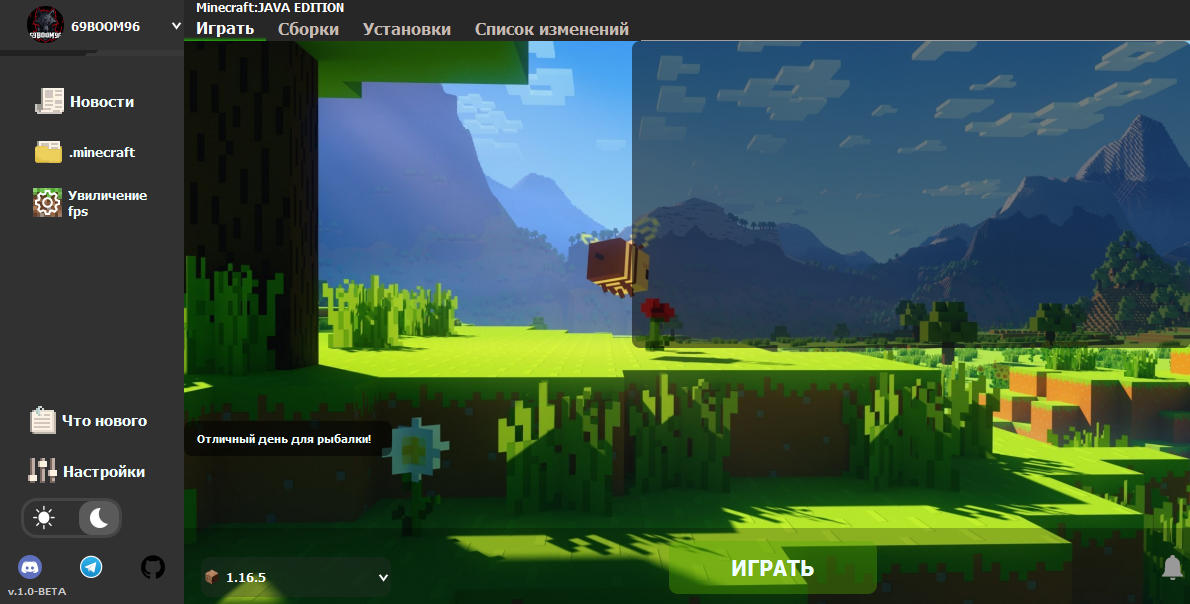 Minecraft:JAVA EDITION
69BOOM96
Играть Сборки Установки Список изменений
69BOOM96
Новости
.minecraft
Увиличение
fps
Что нового
Отличный день для рыбалки!
Настройки
1.16.5
ИГРАТЬ
v.1.0-BETA